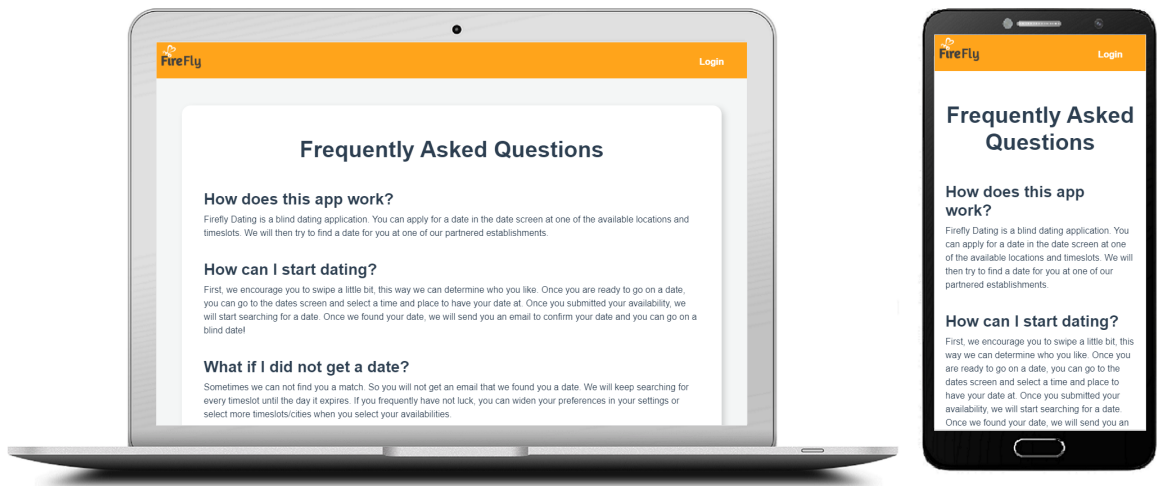 FireFly
Login
Frequently Asked Questions
How does this app work?
Firefly Dating is a blind dating application. You can apply for a date in the date screen at one of the available locations and
timeslots. We will then try to find a date for you at one of our partnered establishments.
How can I start dating?
First, we encourage you to swipe a little bit, this way we can determine who you like. Once you are ready to go on a date,
you can go to the dates screen and select a time and place to have your date at. Once you submitted your availability, we
will start searching for a date. Once we found your date, we will send you an email to confirm your date and you can go on a
blind date!
What if I did not get a date?
Sometimes we can not find you a match. So you will not get an email that we found you a date. We will keep searching for
every timeslot until the day it expires. If you frequently have not luck, you can widen your preferences in your settings or
select more timeslots/cities when you select your availabilities.
FireFly
Login
Frequently Asked
Questions
How does this app
work?
Firefly Dating is a blind dating application. You
can apply for a date in the date screen at one
of the available locations and timeslots. We will
then try to find a date for you at one of our
partnered establishments.
How can I start dating?
First, we encourage you to swipe a little bit, this
way we can determine who you like. Once you
are ready to go on a date, you can go to the
dates screen and select a time and place to
have your date at. Once you submitted your
availability, we will start searching for a date.
Once we found your date, we will send you an